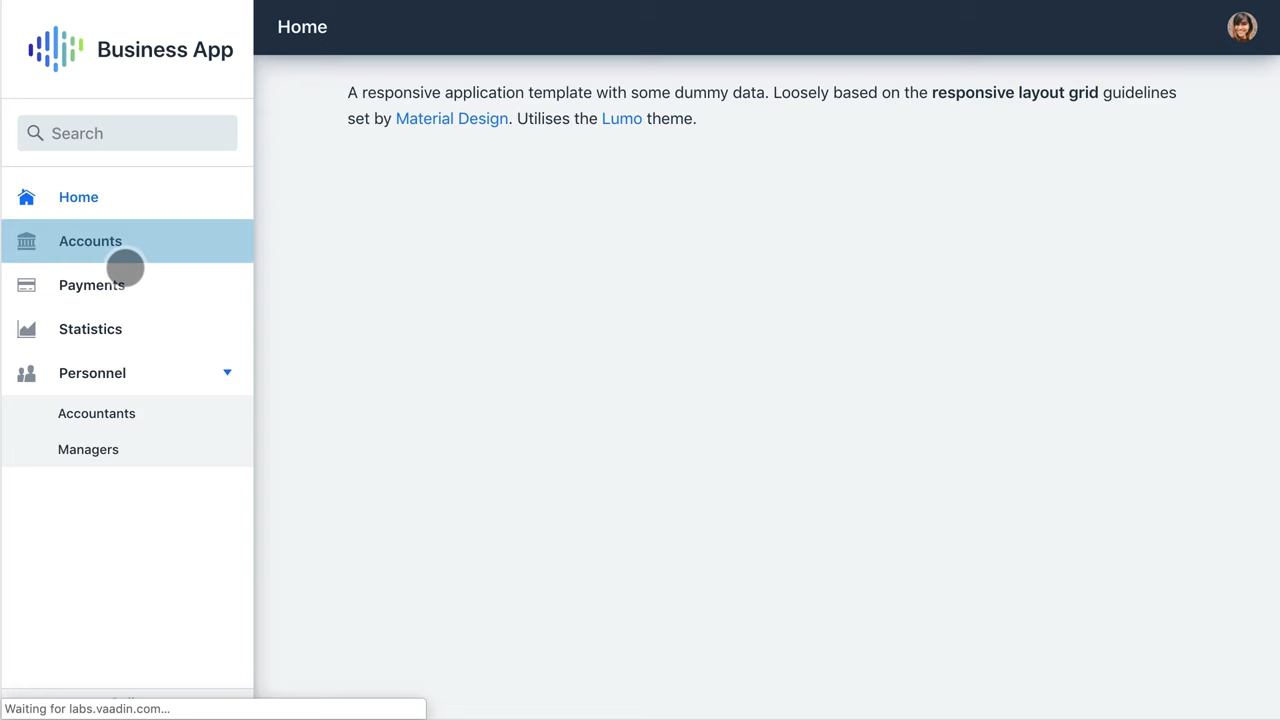 Business App
Home
Search
A responsive application template with some dummy data. Loosely based on the responsive layout grid guidelines
set by Material Design. Utilises the Lumo theme.
Home
Accounts
Payments
Statistics
Personnel
Accountants
Managers
Waiting for labs.vaadin.com...